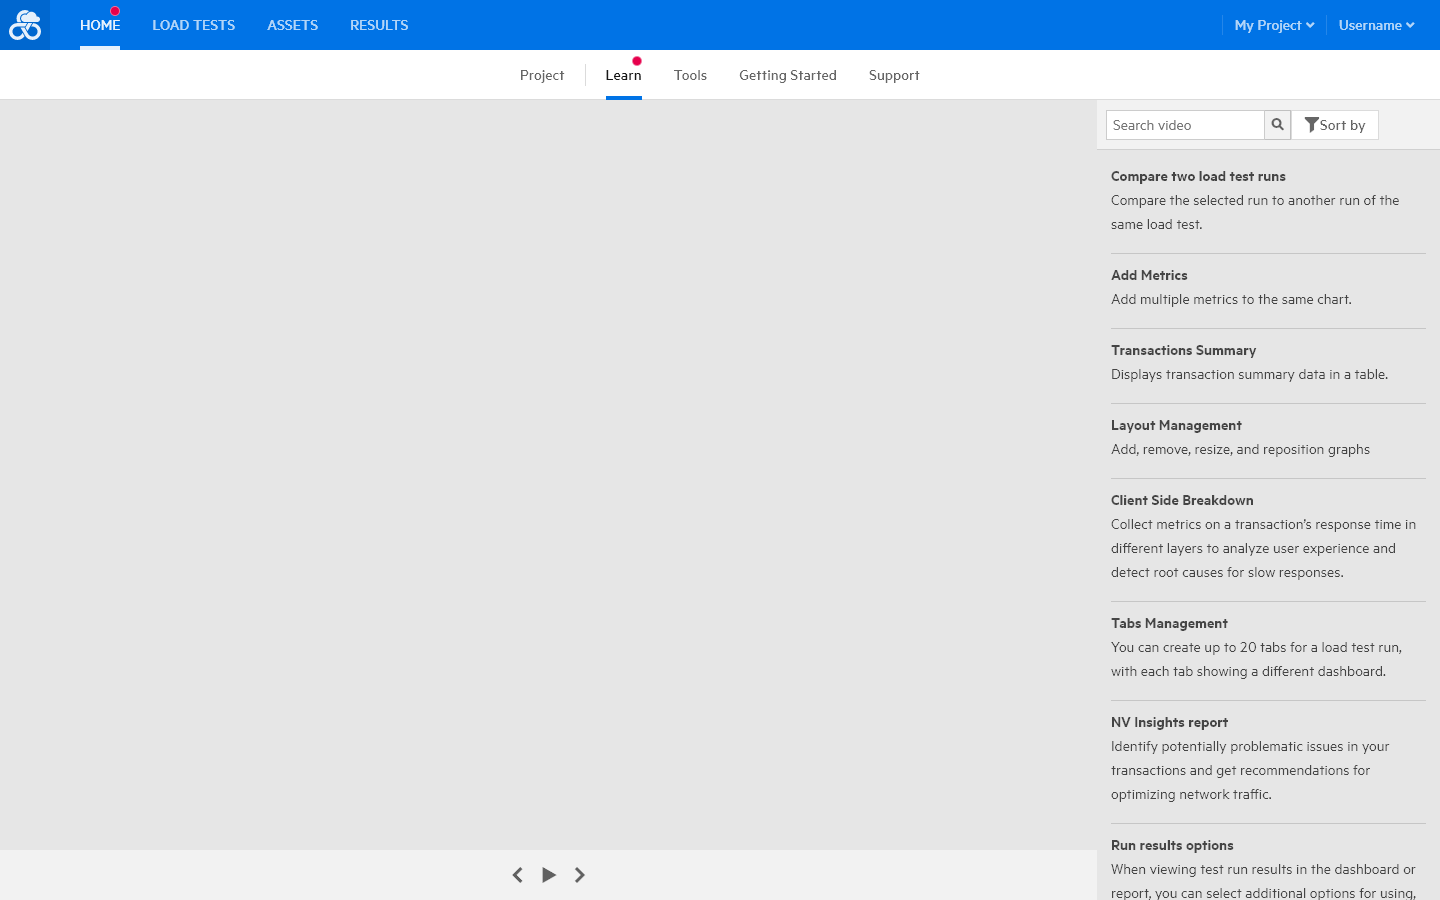 HOME LOAD TESTS ASSETS RESULTS My Project Username
Project Learn Tools Getting Started Support
Search video Sort by
Compare two load test runs
Compare the selected run to another run of the
same load test.
Add Metrics
Add multiple metrics to the same chart.
Transactions Summary
Displays transaction summary data in a table.
Layout Management
Add, remove, resize, and reposition graphs
Client Side Breakdown
Collect metrics on a transaction’s response time in
different layers to analyze user experience and
detect root causes for slow responses.
Tabs Management
You can create up to 20 tabs for a load test run,
with each tab showing a different dashboard.
NV Insights report
Identify potentially problematic issues in your
transactions and get recommendations for
optimizing network traffic.
Run results options
When viewing test run results in the dashboard or
report, you can select additional options for using,